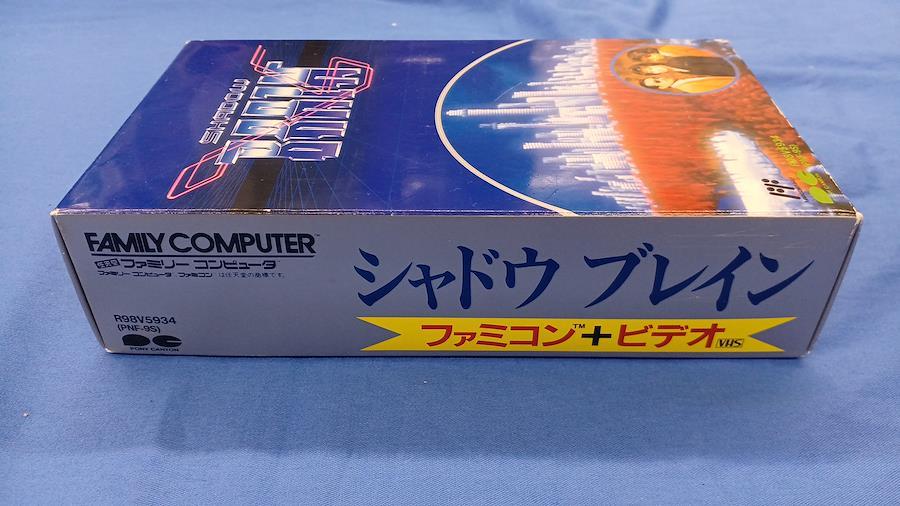 SHADOW
BRAIN
FAMILY COMPUTER™
ファミリー コンピュータ
ファミリー コンピュータ、ファミコン は任天堂の商標です。
シャドウ ブレイン
R98V5934
(PNF-9S)
PONY CANYON
ファミコン™+ビデオ VHS